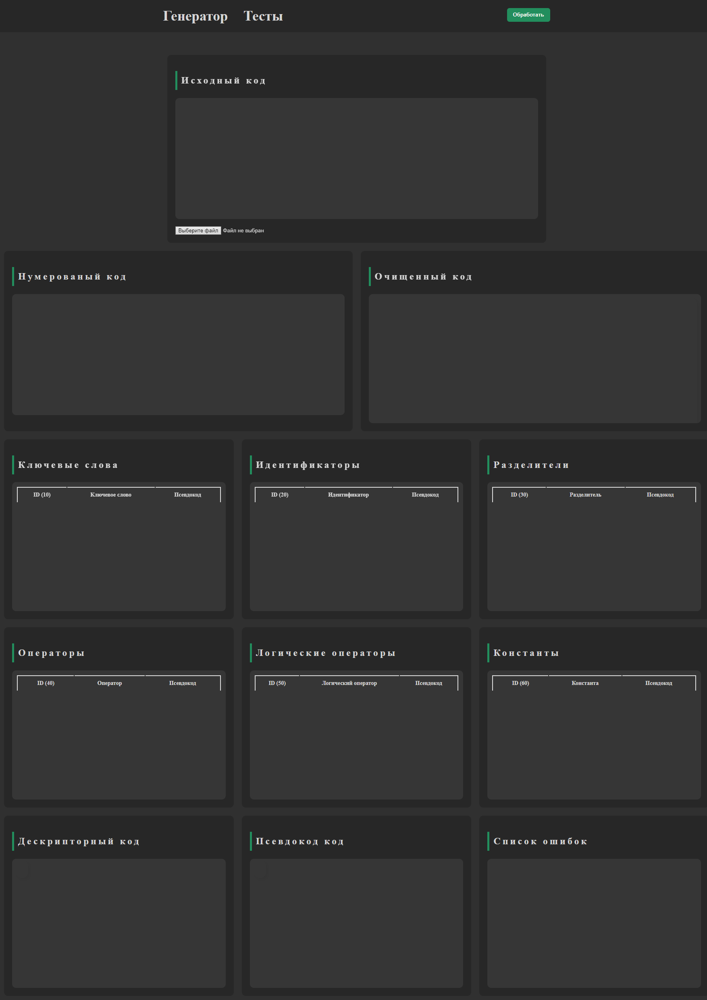 Генератор Тесты Обработать
Исходный код
Выберите файл Файл не выбран
Нумерованый код
Очищенный код
Ключевые слова
ID (10) Ключевое слово Псевдокод
Идентификаторы
ID (20) Идентификатор Псевдокод
Разделители
ID (30) Разделитель Псевдокод
Операторы
ID (40) Оператор Псевдокод
Логические операторы
ID (50) Логический оператор Псевдокод
Константы
ID (60) Константа Псевдокод
Дескрипторный код
Псевдокод код
Список ошибок